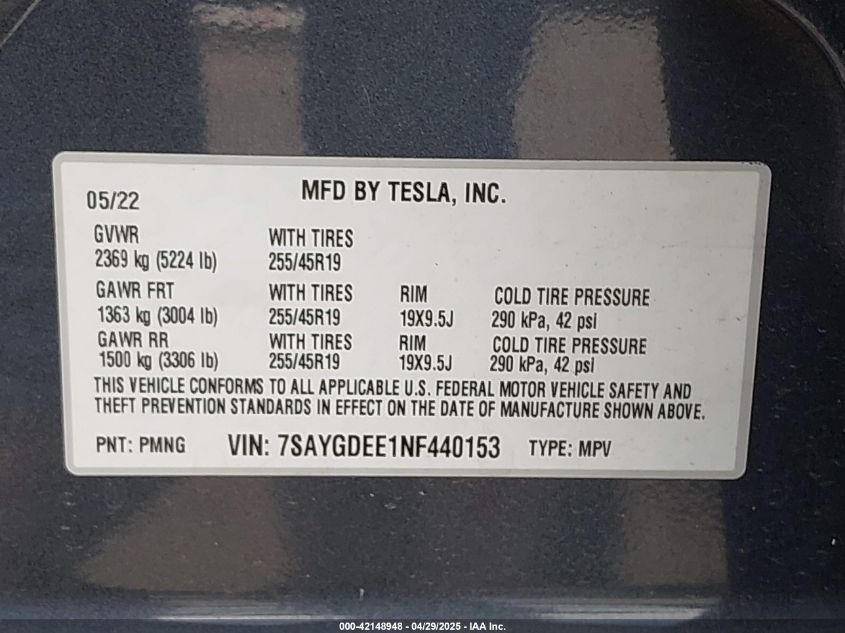 05/22
MFD BY TESLA, INC.
GVWR WITH TIRES
2369 kg (5224 lb) 255/45R19
GAWR FRT WITH TIRES RIM COLD TIRE PRESSURE
1363 kg (3004 lb) 255/45R19 19X9.5J 290 kPa, 42 psi
GAWR RR WITH TIRES RIM COLD TIRE PRESSURE
1500 kg (3306 lb) 255/45R19 19X9.5J 290 kPa, 42 psi
THIS VEHICLE CONFORMS TO ALL APPLICABLE U.S. FEDERAL MOTOR VEHICLE SAFETY AND
THEFT PREVENTION STANDARDS IN EFFECT ON THE DATE OF MANUFACTURE SHOWN ABOVE.
PNT: PMNG VIN: 7SAYGDEE1NF440153 TYPE: MPV
000-42148948 - 04/29/2025 - IAA Inc.